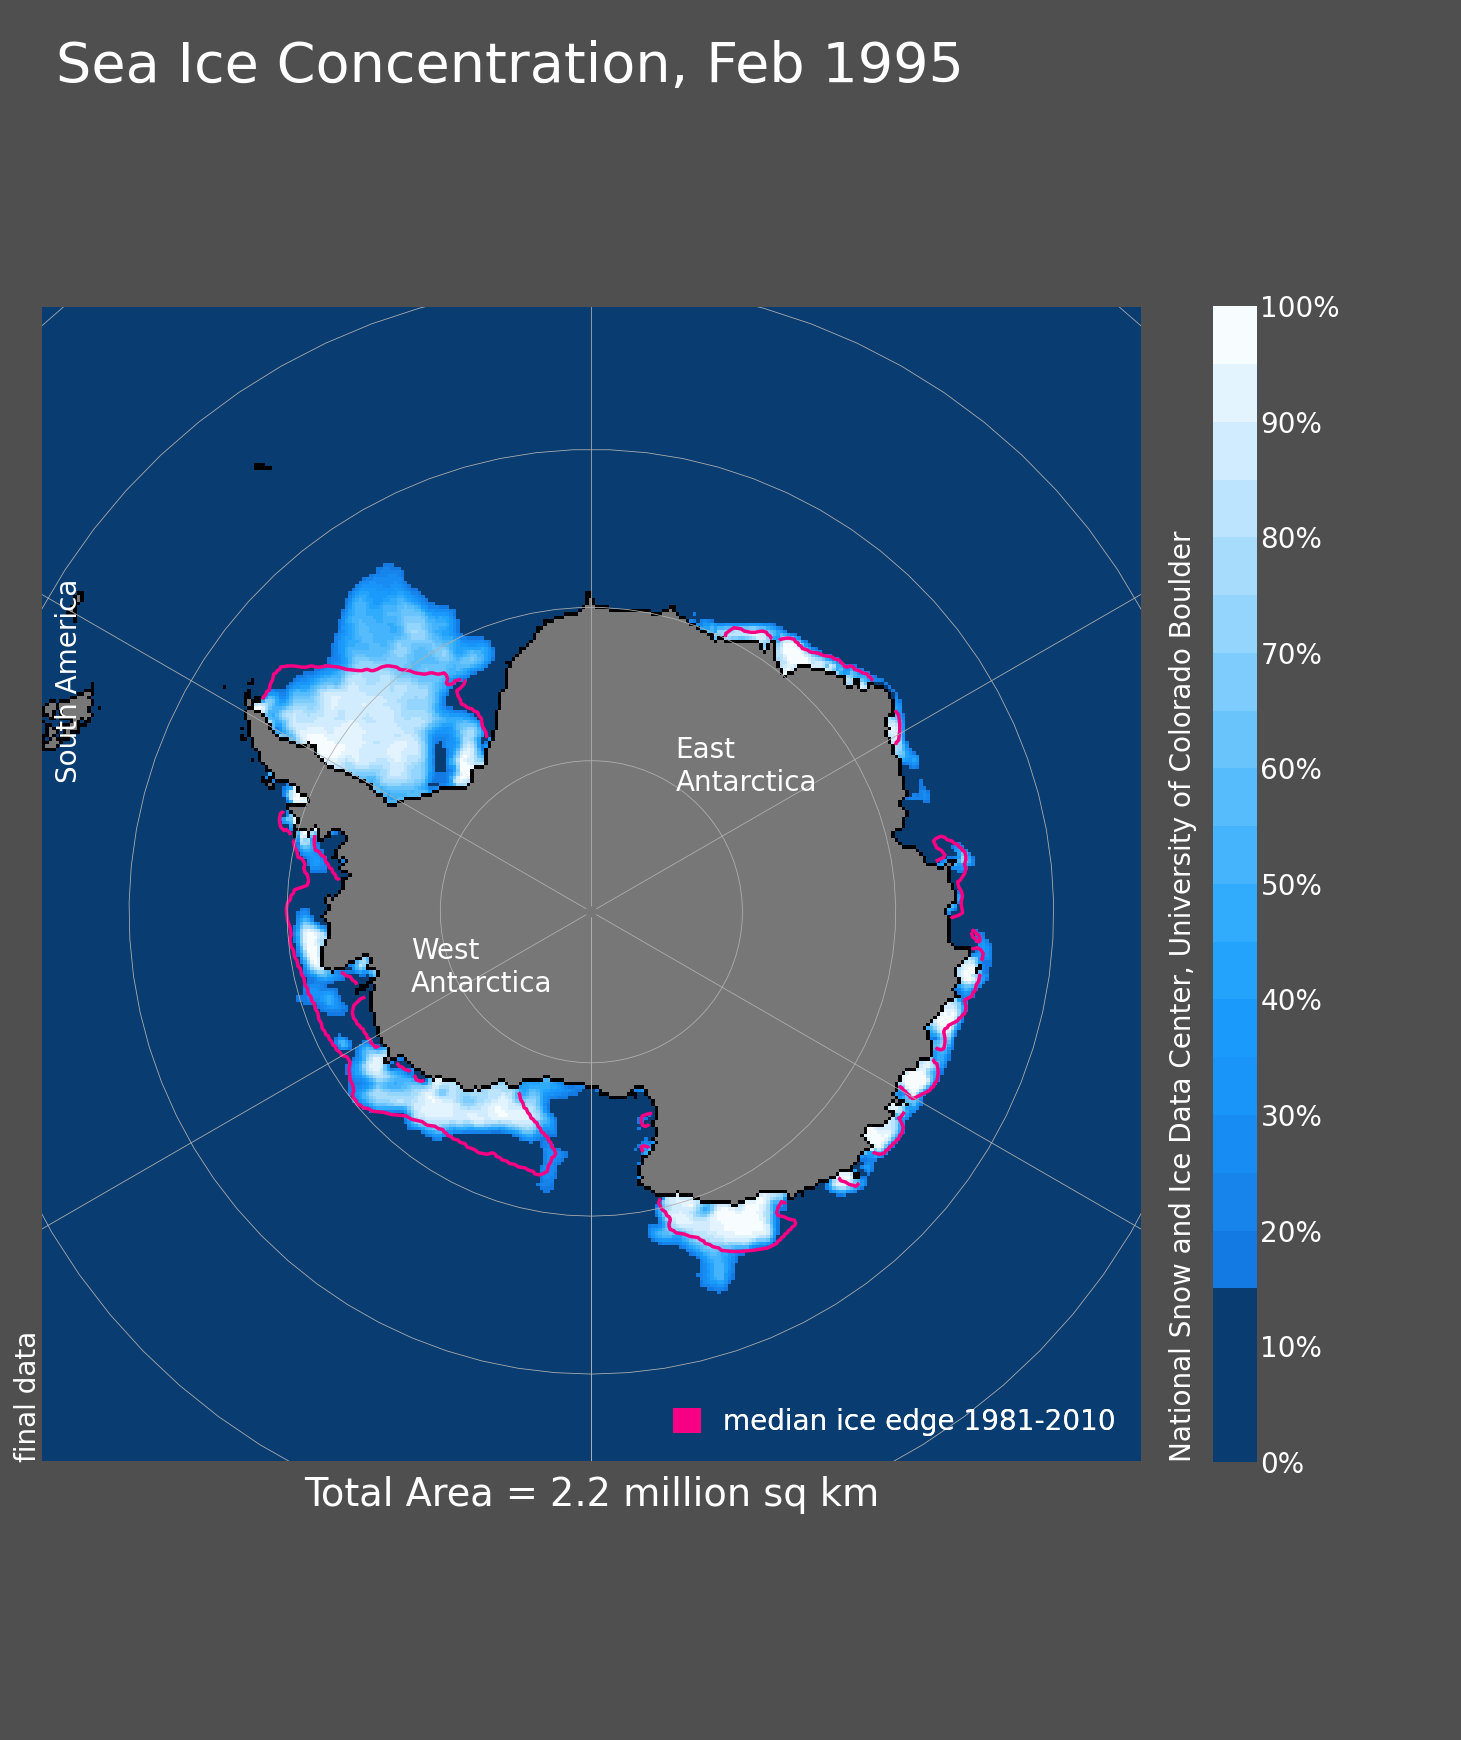 Sea Ice Concentration, Feb 1995
South America
East
Antarctica
West
Antarctica
median ice edge 1981-2010
final data
Total Area = 2.2 million sq km
National Snow and Ice Data Center, University of Colorado Boulder
100%
90%
80%
70%
60%
50%
40%
30%
20%
10%
0%